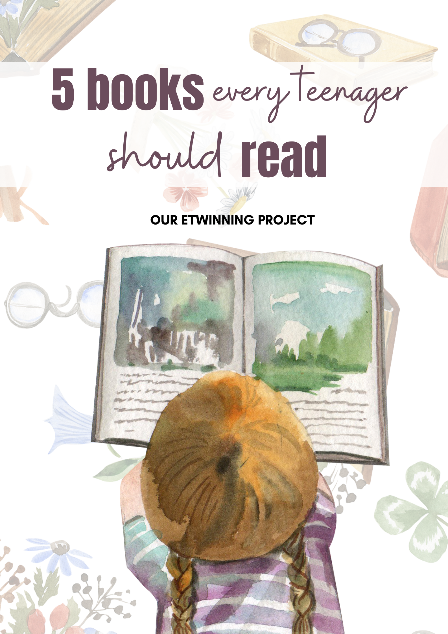 5 books every Teenager
should read
OUR ETWINNING PROJECT